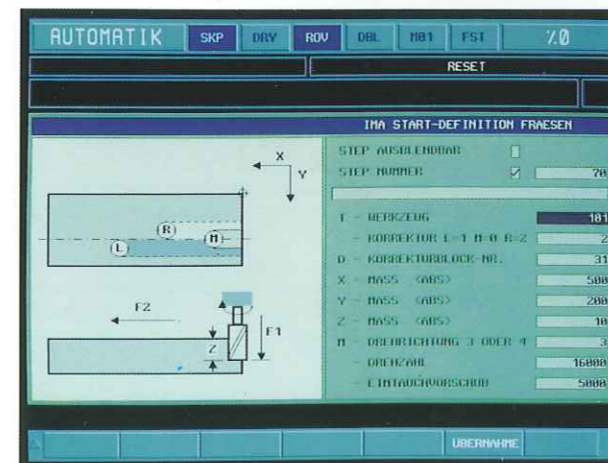 AUTOMATIK SKP DRY ROV DBL M01 FST %0
RESET
IMA START-DEFINITION FRAESEN
STEP AUSBLENDBAR
STEP NUMMER 70
T - WERKZEUG 101
- KORREKTUR L=1 M=0 R=2 2
D - KORREKTURBLOCK-NR. 31
X - MASS (ABS) 500
Y - MASS (ABS) 200
Z - MASS (ABS) 10
M - DREHRICHTUNG 3 ODER 4 3
- DREHZAHL 16000
- EINTAUCHVORSCHUB 5000
X
Y
R
M
L
F2
F1
Z
ÜBERNAHME